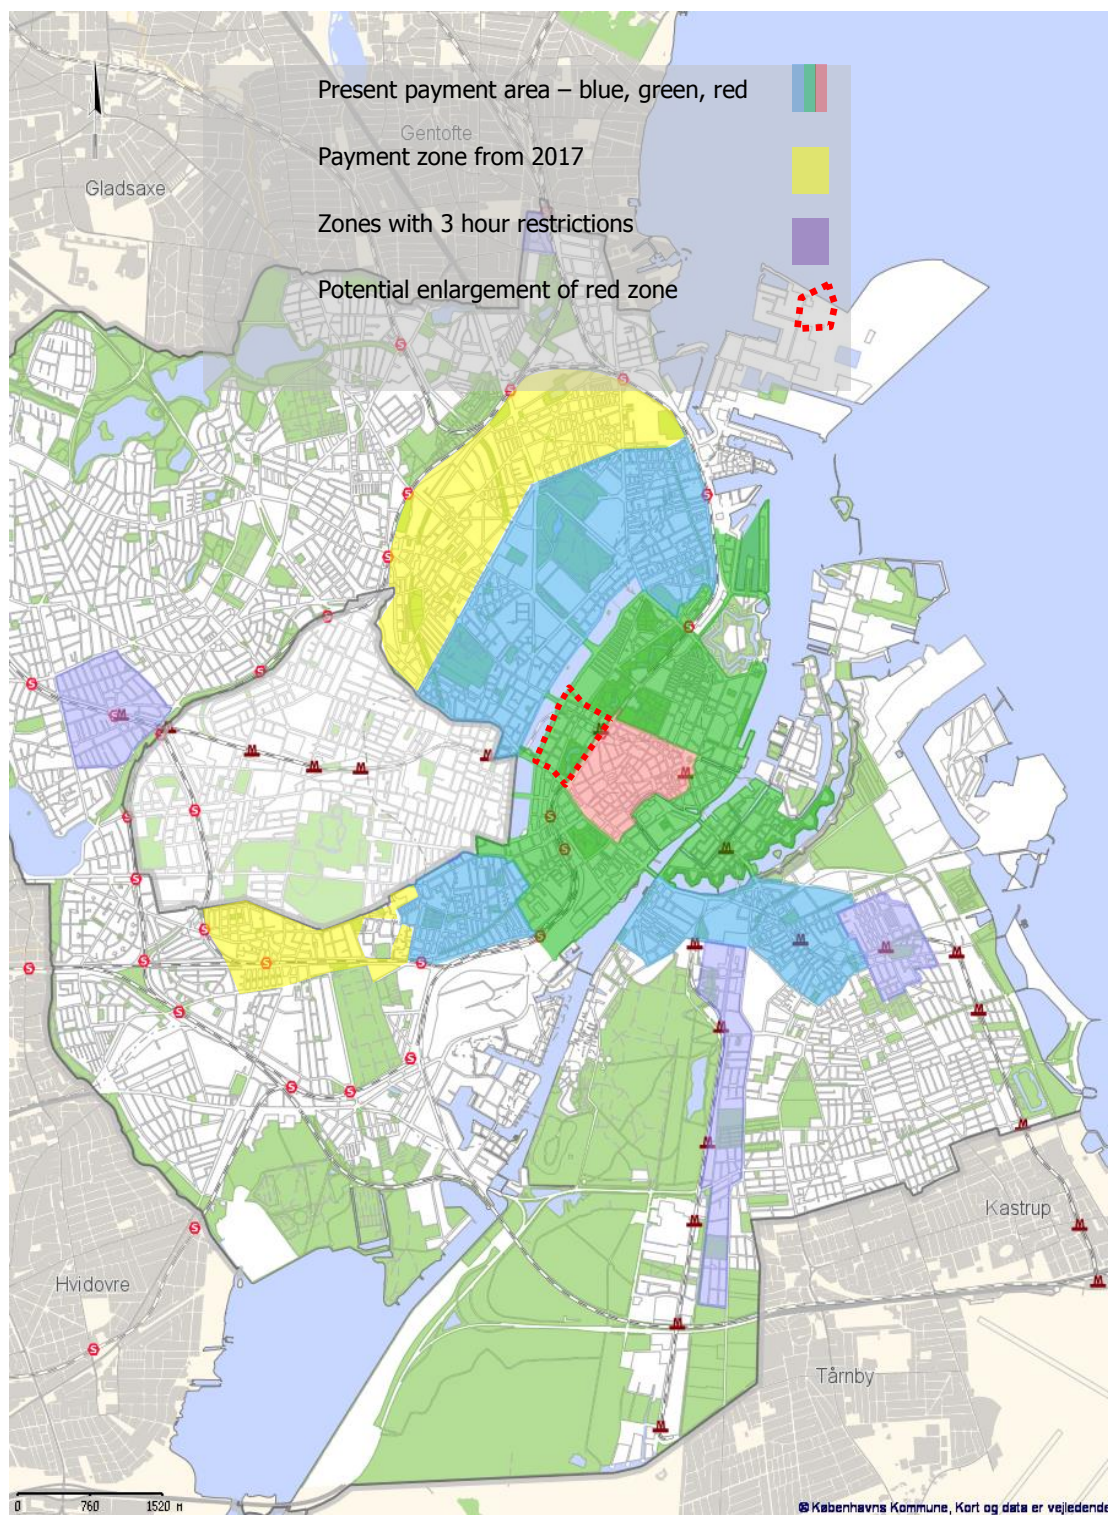 Present payment area – blue, green, red
Gentofte
Payment zone from 2017
Gladsaxe
Zones with 3 hour restrictions
Potential enlargement of red zone
Kastrup
Hvidovre
Tårnby
0 760 1520 M
© Københavns Kommune, Kort og data er vejledende